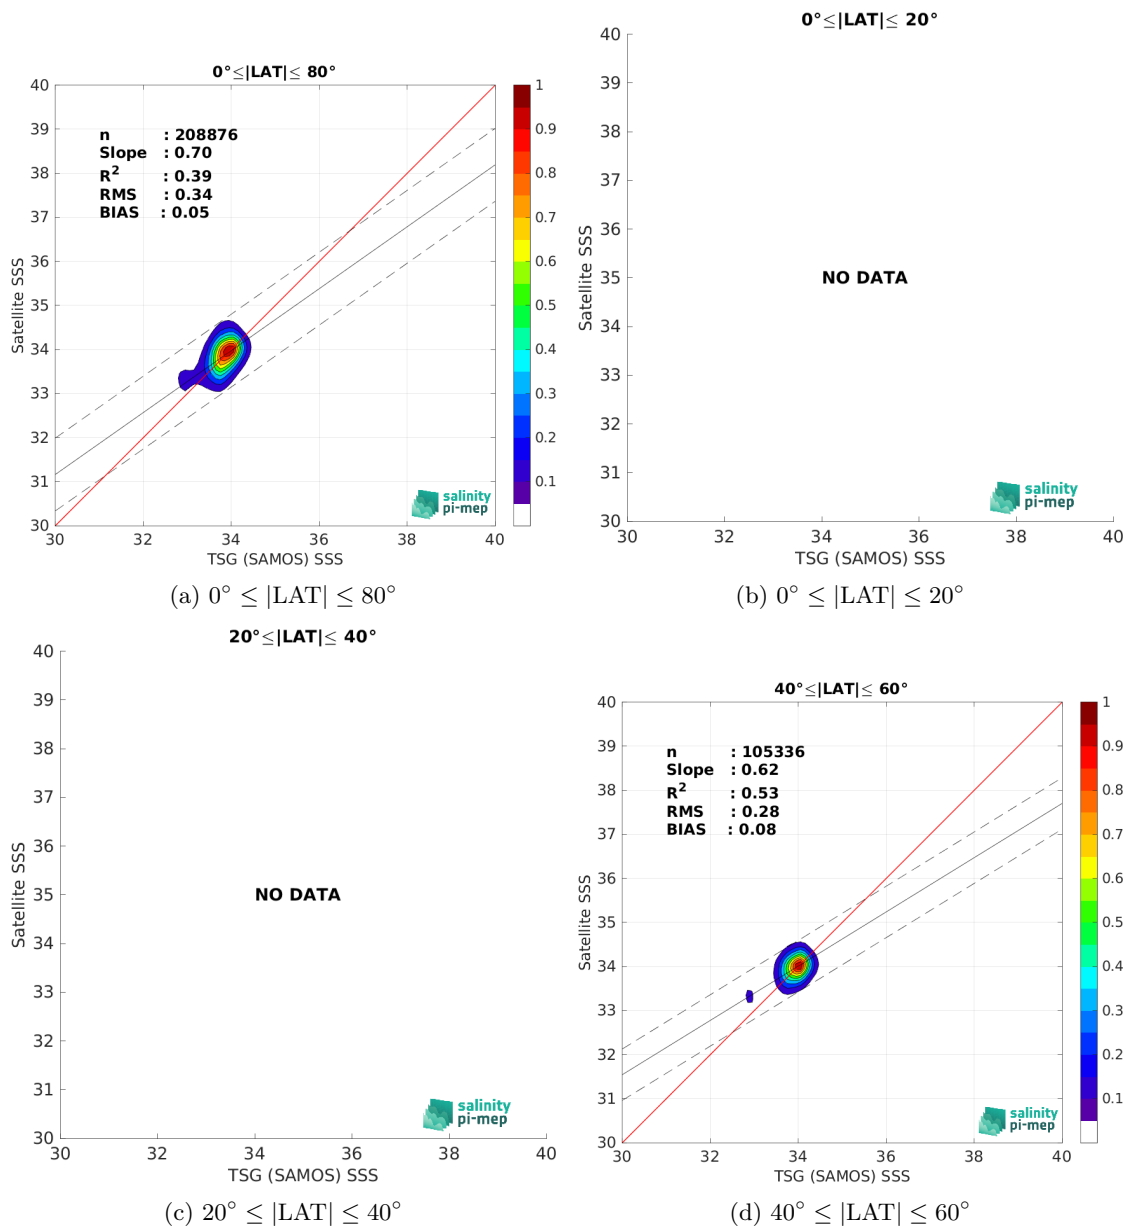 0°≤|LAT|≤ 80°
n : 208876
Slope : 0.70
R² : 0.39
RMS : 0.34
BIAS : 0.05
40
39
38
37
36
35
34
33
32
31
30
Satellite SSS
30 32 34 36 38 40
TSG (SAMOS) SSS
1
0.9
0.8
0.7
0.6
0.5
0.4
0.3
0.2
0.1
salinity
pi-mep
(a) 0° ≤ |LAT| ≤ 80°
0°≤|LAT|≤ 20°
40
39
38
37
36
35
34
33
32
31
30
Satellite SSS
NO DATA
salinity
pi-mep
30 32 34 36 38 40
TSG (SAMOS) SSS
(b) 0° ≤ |LAT| ≤ 20°
20°≤|LAT|≤ 40°
40
39
38
37
36
35
34
33
32
31
30
Satellite SSS
NO DATA
salinity
pi-mep
30 32 34 36 38 40
TSG (SAMOS) SSS
(c) 20° ≤ |LAT| ≤ 40°
40°≤|LAT|≤ 60°
n : 105336
Slope : 0.62
R² : 0.53
RMS : 0.28
BIAS : 0.08
40
39
38
37
36
35
34
33
32
31
30
Satellite SSS
30 32 34 36 38 40
TSG (SAMOS) SSS
1
0.9
0.8
0.7
0.6
0.5
0.4
0.3
0.2
0.1
salinity
pi-mep
(d) 40° ≤ |LAT| ≤ 60°